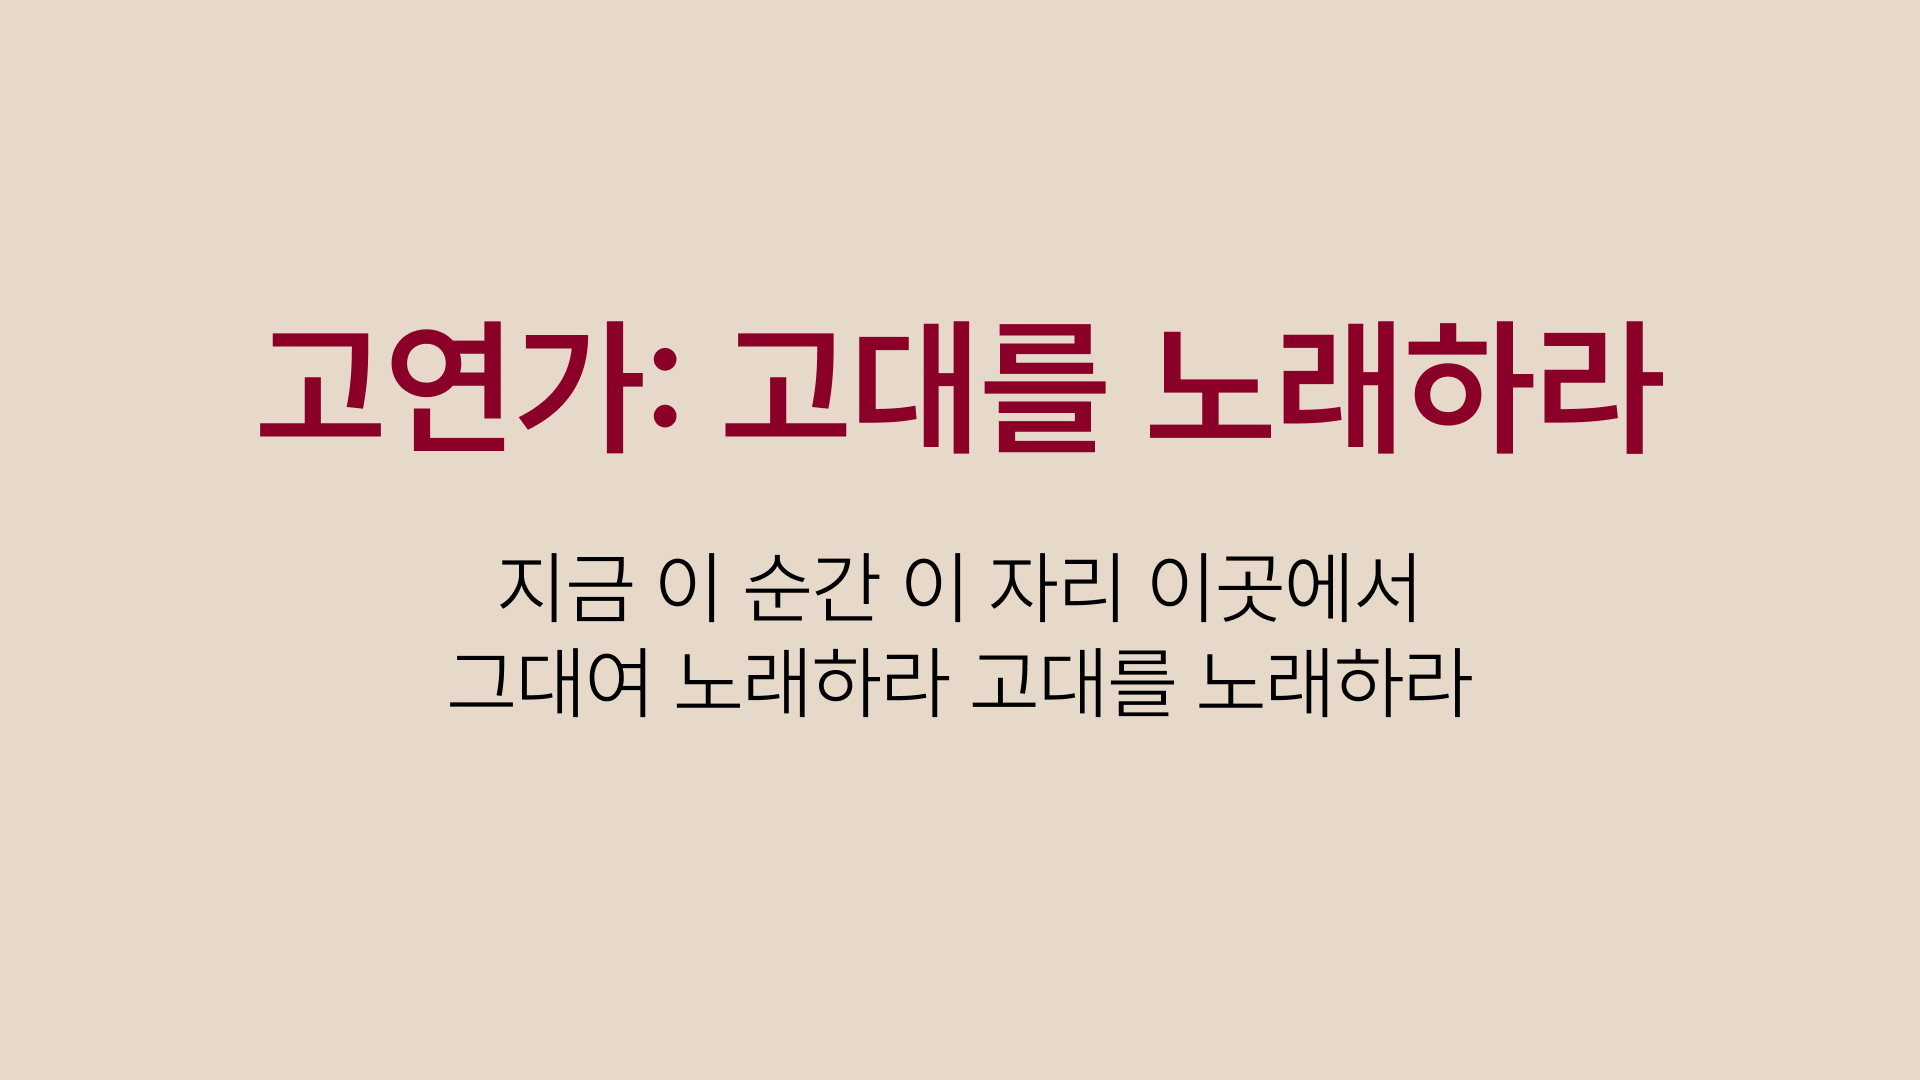 고연가: 고대를 노래하라
지금 이 순간 이 자리 이곳에서
그대여 노래하라 고대를 노래하라